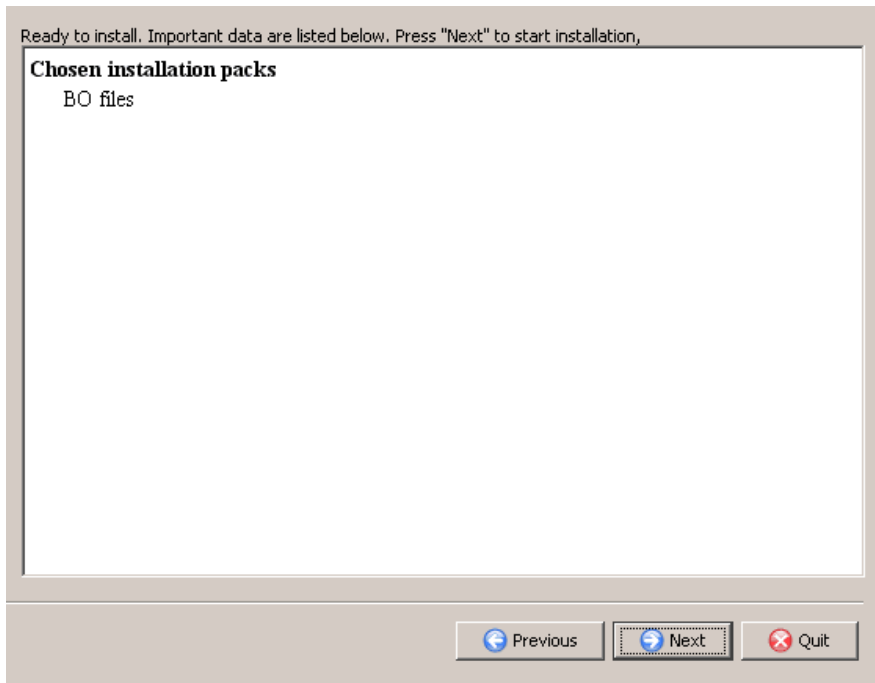 Ready to install. Important data are listed below. Press "Next" to start installation,
Chosen installation packs
BO files
Previous
Next
Quit